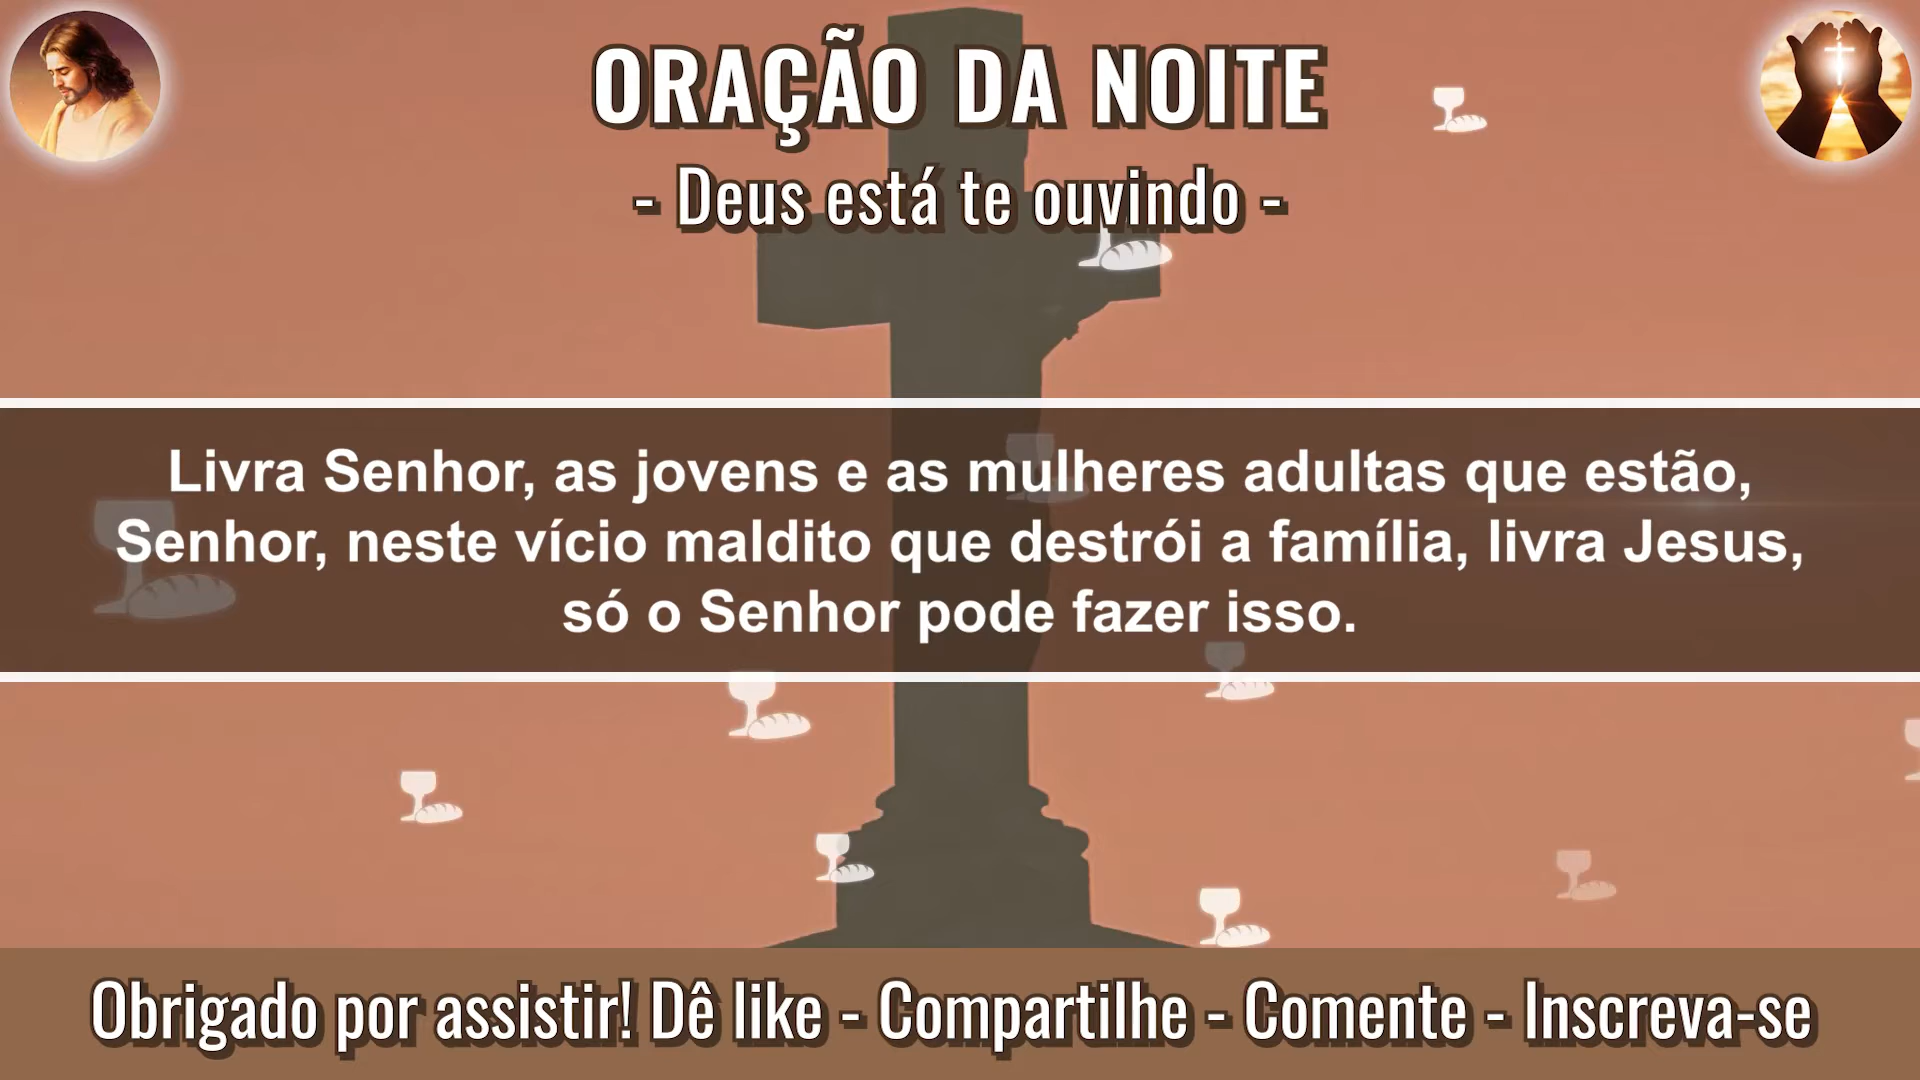 ORAÇÃO DA NOITE
- Deus está te ouvindo -
Livra Senhor, as jovens e as mulheres adultas que estão,
Senhor, neste vício maldito que destrói a família, livra Jesus,
só o Senhor pode fazer isso.
Obrigado por assistir! Dê like - Compartilhe - Comente - Inscreva-se